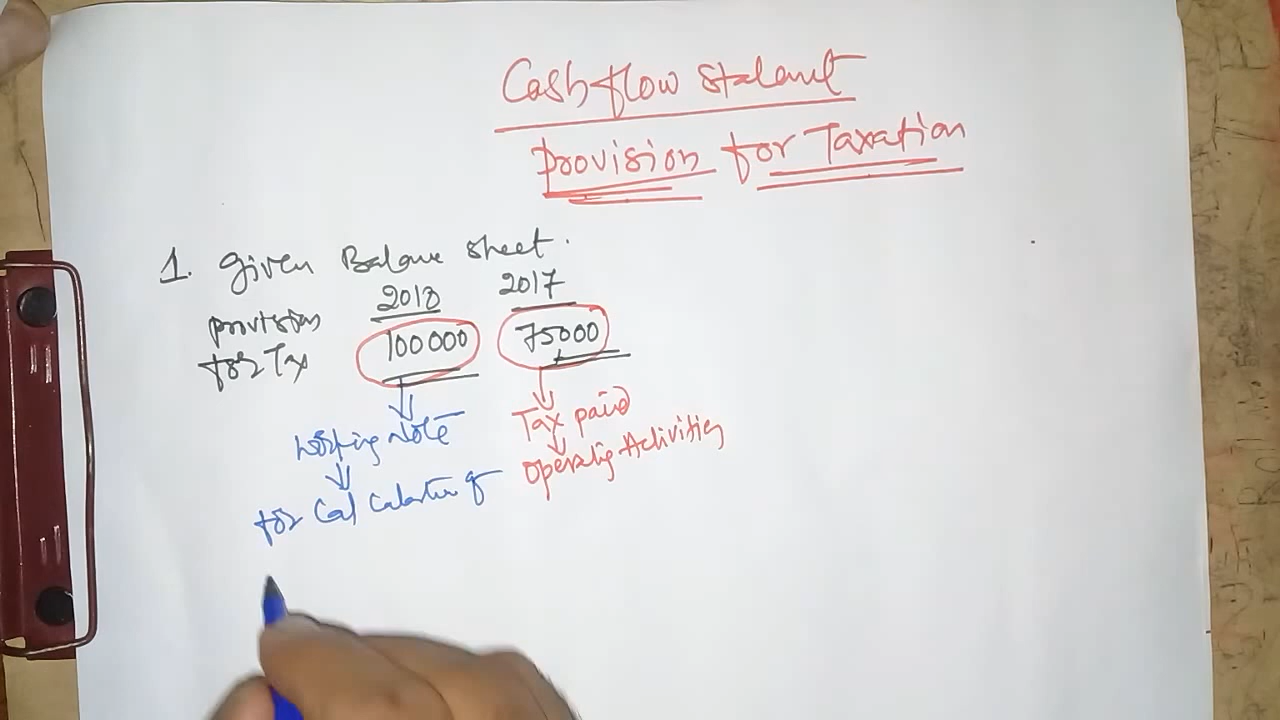 Cash flow Statement
Provision for Taxation
1. Given Balance sheet.
2018 2017
provision for Tax 100000 75000
working Note Tax paid
for Cal Calculation of operating Activities